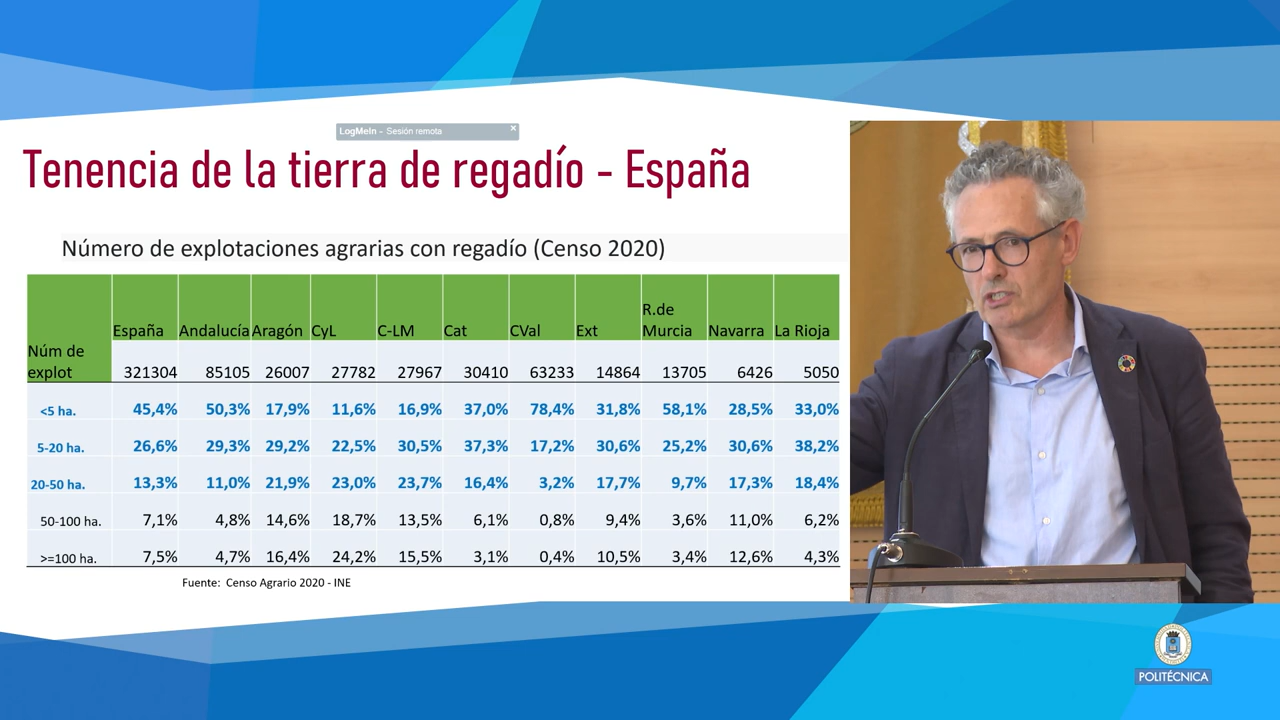 LogMeIn - Sesión remota
Tenencia de la tierra de regadío - España
Número de explotaciones agrarias con regadío (Censo 2020)
España Andalucía Aragón CyL C-LM Cat CVal Ext R.de Murcia Navarra La Rioja
Núm de explot 321304 85105 26007 27782 27967 30410 63233 14864 13705 6426 5050
<5 ha. 45,4% 50,3% 17,9% 11,6% 16,9% 37,0% 78,4% 31,8% 58,1% 28,5% 33,0%
5-20 ha. 26,6% 29,3% 29,2% 22,5% 30,5% 37,3% 17,2% 30,6% 25,2% 30,6% 38,2%
20-50 ha. 13,3% 11,0% 21,9% 23,0% 23,7% 16,4% 3,2% 17,7% 9,7% 17,3% 18,4%
50-100 ha. 7,1% 4,8% 14,6% 18,7% 13,5% 6,1% 0,8% 9,4% 3,6% 11,0% 6,2%
>=100 ha. 7,5% 4,7% 16,4% 24,2% 15,5% 3,1% 0,4% 10,5% 3,4% 12,6% 4,3%
Fuente: Censo Agrario 2020 - INE
POLITÉCNICA